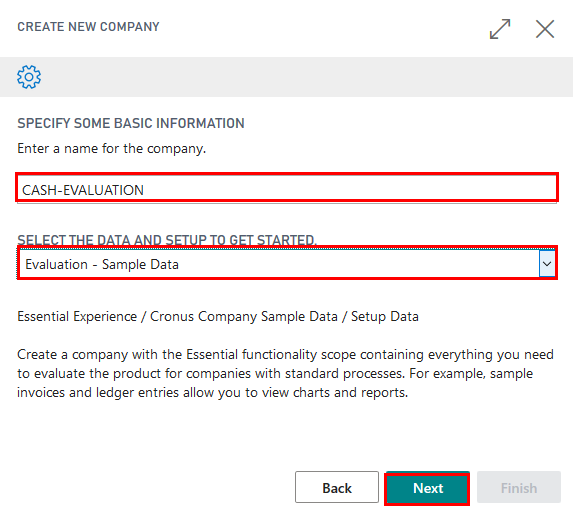 CREATE NEW COMPANY
SPECIFY SOME BASIC INFORMATION
Enter a name for the company.
CASH-EVALUATION
SELECT THE DATA AND SETUP TO GET STARTED.
Evaluation - Sample Data
Essential Experience / Cronus Company Sample Data / Setup Data
Create a company with the Essential functionality scope containing everything you need
to evaluate the product for companies with standard processes. For example, sample
invoices and ledger entries allow you to view charts and reports.
Back Next Finish